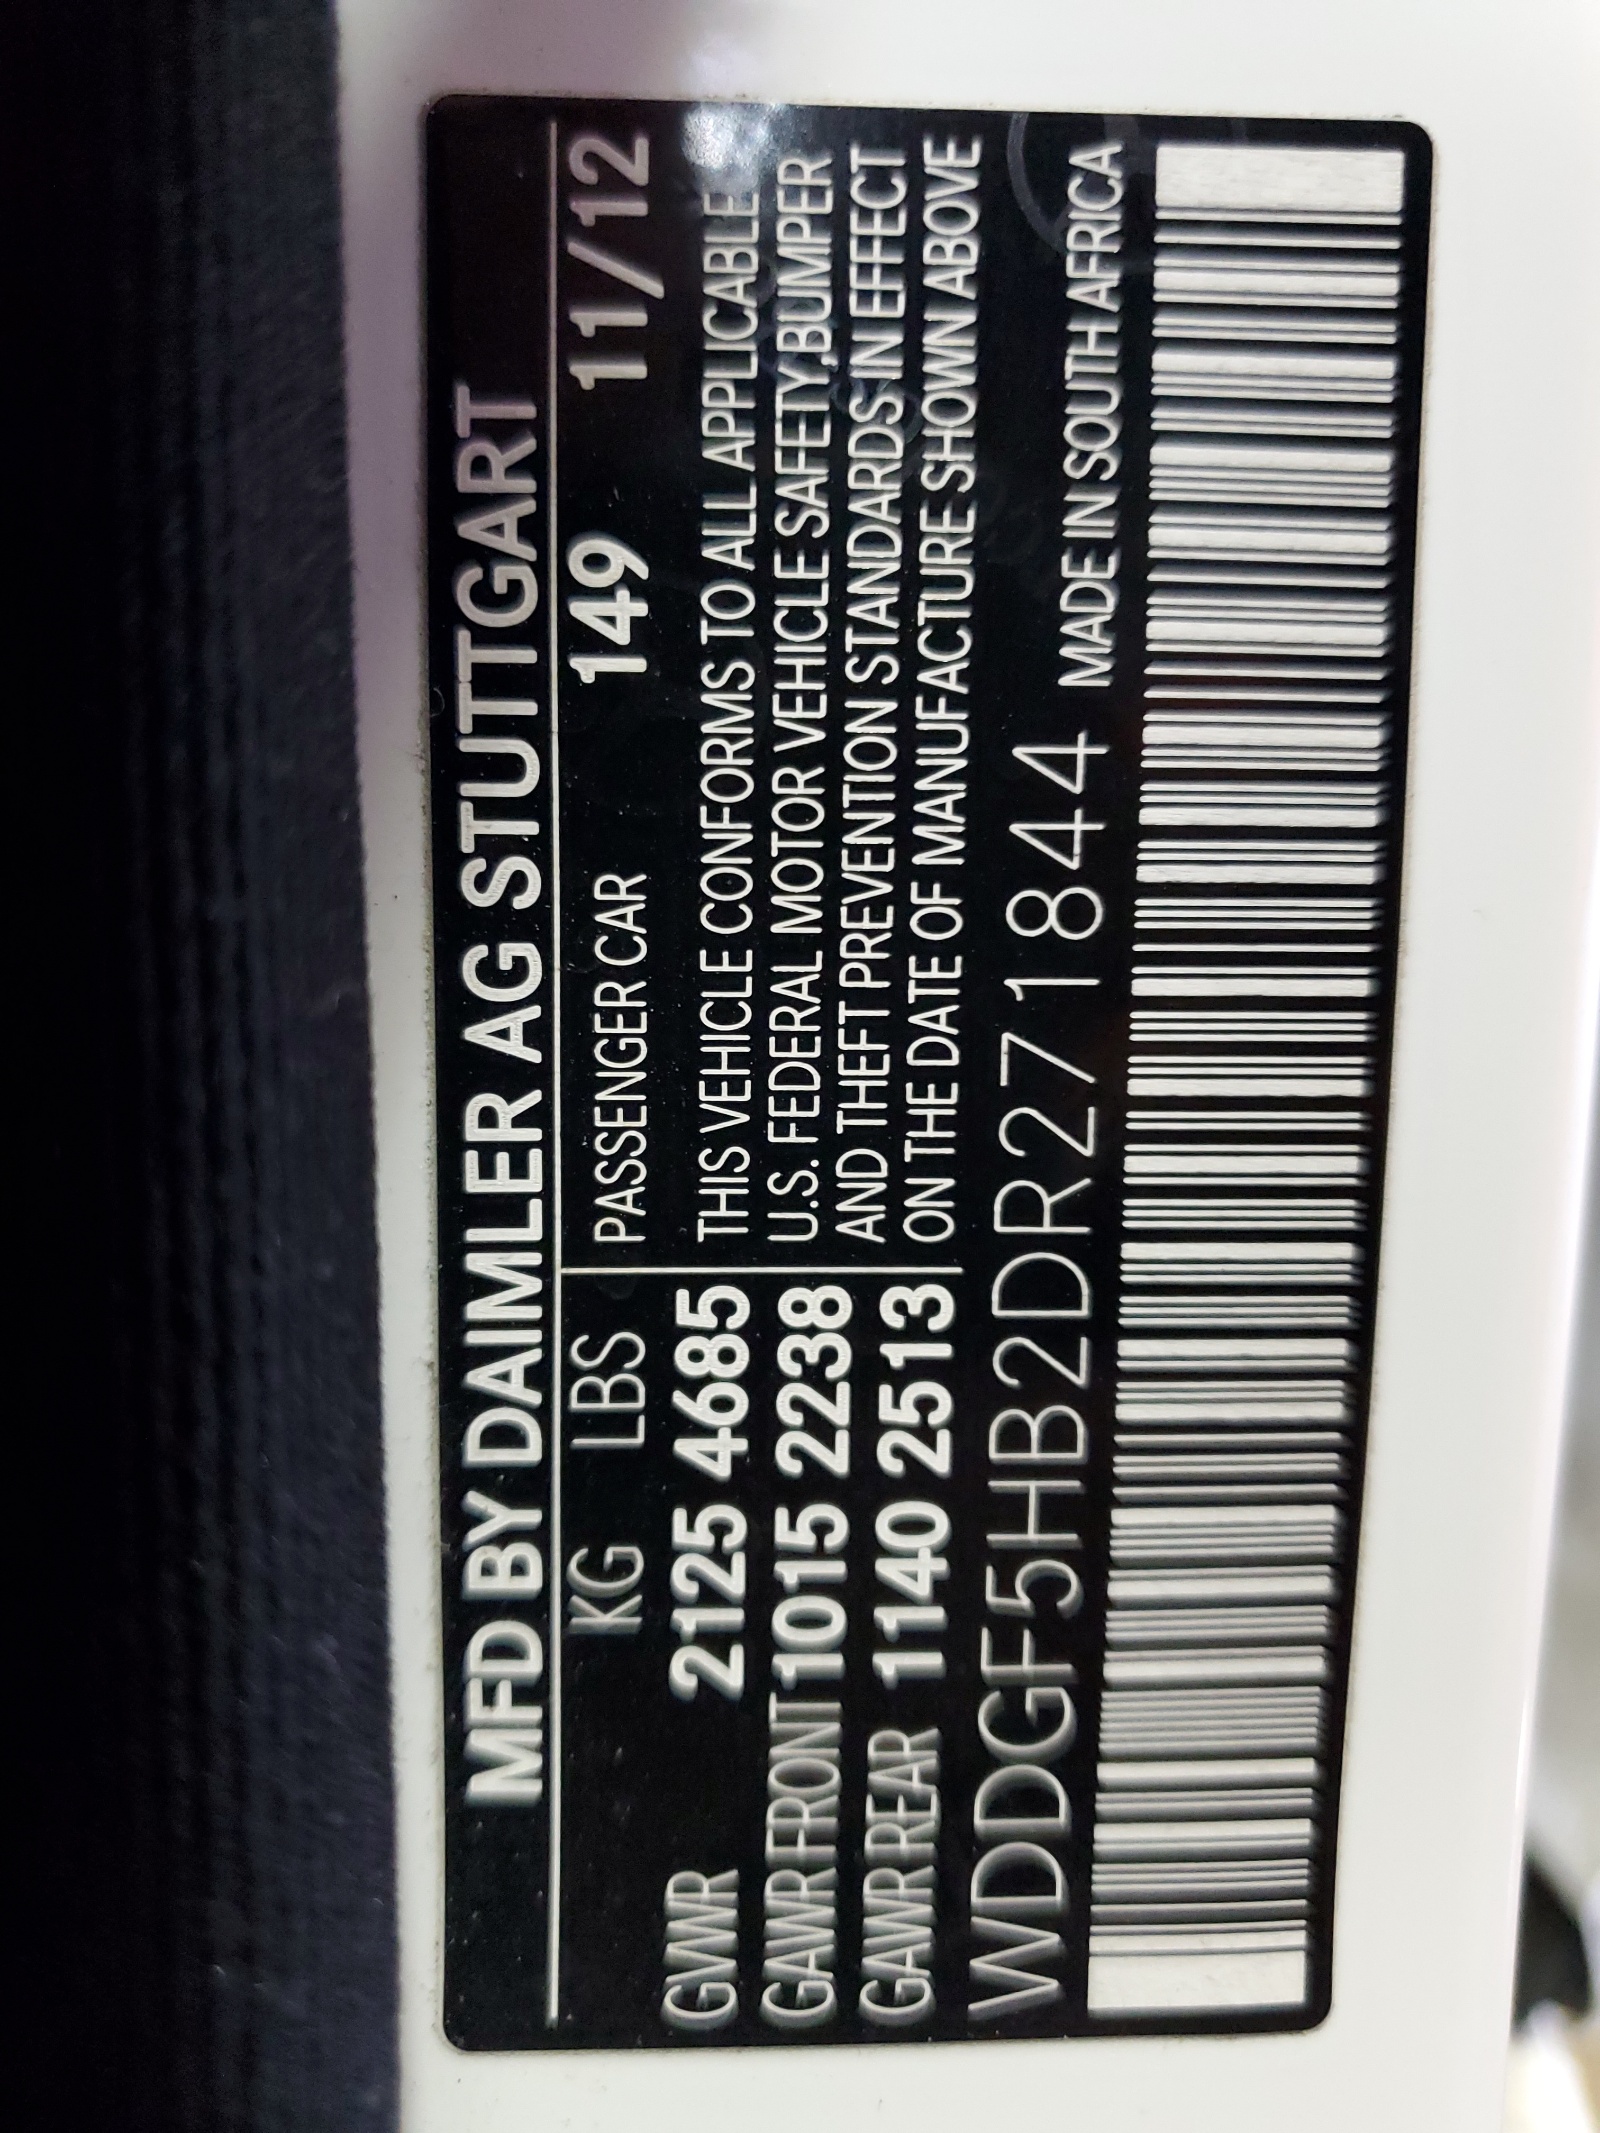 MFD BY DAIMLER AG STUTTGART
KG LBS PASSENGER CAR 149 11/12
GVWR 2125 4685 THIS VEHICLE CONFORMS TO ALL APPLICABLE
U.S. FEDERAL MOTOR VEHICLE SAFETY,BUMPER
GAWR FRONT 1015 2238 AND THEFT PREVENTION STANDARDS IN EFFECT
GAWR REAR 1140 2513 ON THE DATE OF MANUFACTURE SHOWN ABOVE
WDDGF5HB2DR271844 MADE IN SOUTH AFRICA